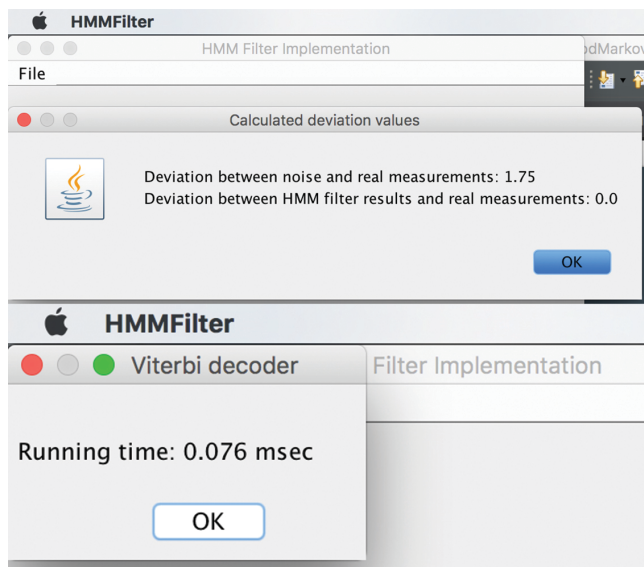 HMMFilter
HMM Filter Implementation
File
Calculated deviation values
Deviation between noise and real measurements: 1.75
Deviation between HMM filter results and real measurements: 0.0
OK
HMMFilter
Viterbi decoder
Filter Implementation
Running time: 0.076 msec
OK